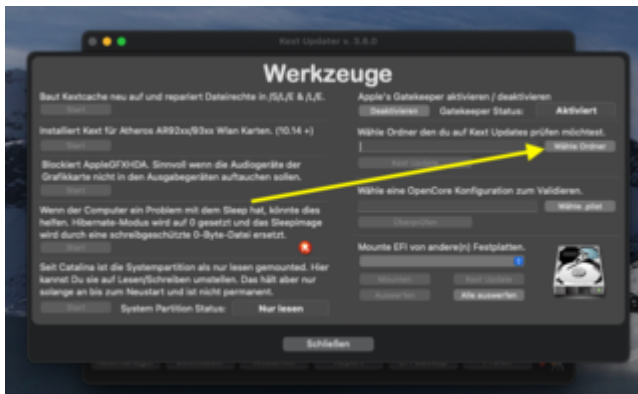 Kext Updater v. 3.8.0
Werkzeuge
Baut Kextcache neu auf und repariert Dateirechte in /S/L/E & /L/E.
Start
Installiert Kext für Atheros AR92xx/93xx Wlan Karten. (10.14 +)
Start
Blockiert AppleGFXHDA. Sinnvoll wenn die Audiogeräte der
Grafikkarte nicht in den Ausgabegeräten auftauchen sollen.
Start
Wenn der Computer ein Problem mit dem Sleep hat, könnte dies
helfen. Hibernate-Modus wird auf 0 gesetzt und das Sleepimage
wird durch eine schreibgeschützte 0-Byte-Datei ersetzt.
Start
Seit Catalina ist die Systempartition als nur lesen gemounted. Hier
kannst Du sie auf Lesen/Schreiben umstellen. Das hält aber nur
solange an bis zum Neustart und ist nicht permanent.
Start System Partition Status: Nur lesen
Apple's Gatekeeper aktivieren / deaktivieren
Deaktivieren Gatekeeper Status: Aktiviert
Wähle Ordner den du auf Kext Updates prüfen möchtest.
Wähle Ordner
Kext Update
Wähle eine OpenCore Konfiguration zum Validieren.
Wähle .plist
Überprüfen
Mounte EFI von andere(n) Festplatten.
Mounten Kext Update
Auswerfen Alle auswerfen
Schließen